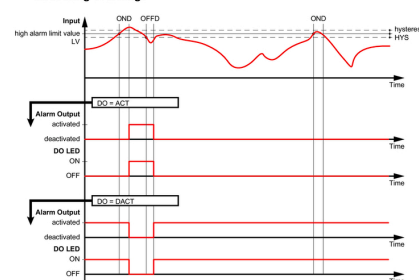 Input
OND OFFD
OND
high alarm limit value
LV
hysteres
HYS
Time
DO = ACT
Alarm Output
activated
deactivated
Time
DO LED
ON
OFF
Time
DO = DACT
Alarm Output
activated
deactivated
Time
DO LED
ON
OFF
Time